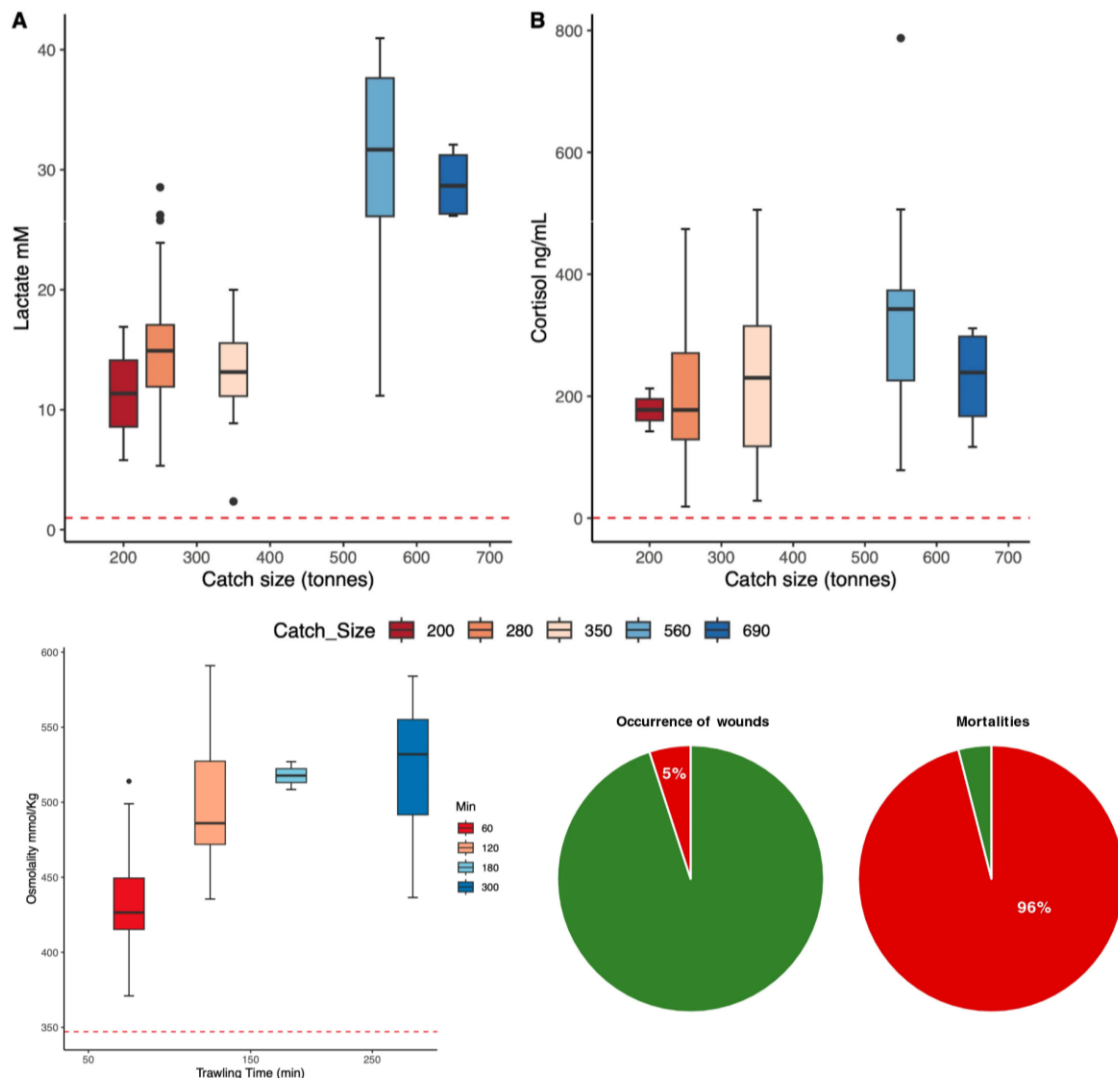 A
Lactate mM
40
30
20
10
0
200 300 400 500 600 700
Catch size (tonnes)
B
Cortisol ng/mL
800
600
400
200
0
200 300 400 500 600 700
Catch size (tonnes)
Catch_Size 200 280 350 560 690
Osmolality mmol/Kg
600
550
500
450
400
350
50 150 250
Trawling Time (min)
Min
60
120
180
300
Occurrence of wounds
5%
Mortalities
96%